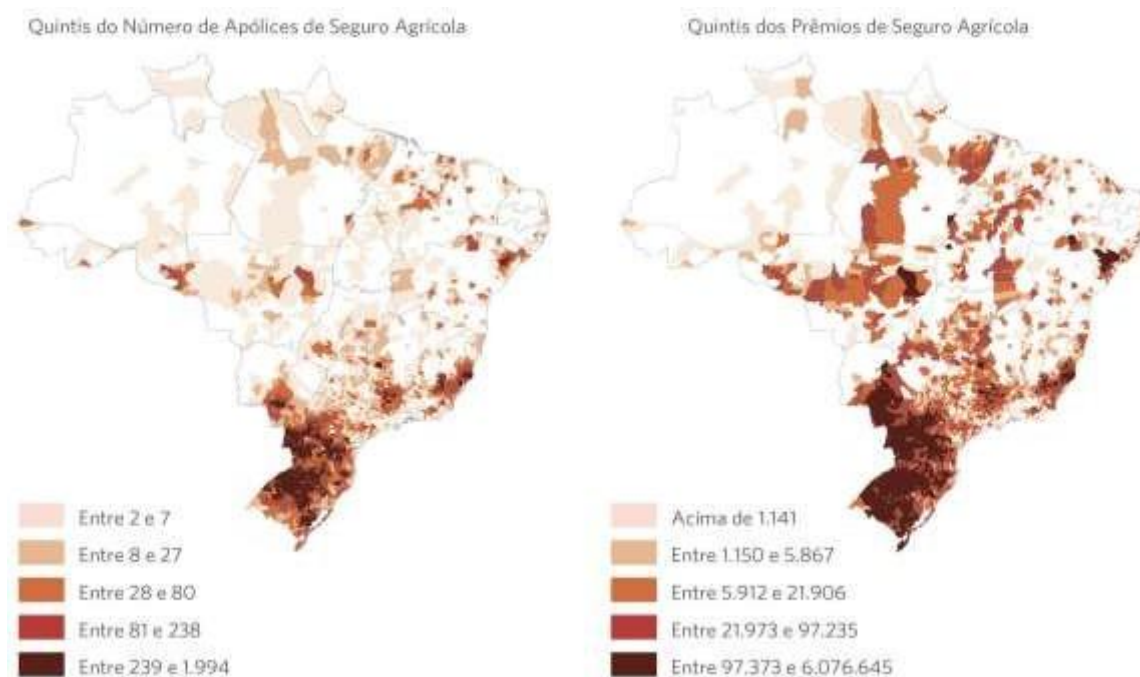 Quintis do Número de Apólices de Seguro Agrícola
Entre 2 e 7
Entre 8 e 27
Entre 28 e 80
Entre 81 e 238
Entre 239 e 1.994
Quintis dos Prêmios de Seguro Agrícola
Acima de 1.141
Entre 1.150 e 5.867
Entre 5.912 e 21.906
Entre 21.973 e 97.235
Entre 97.373 e 6.076.645